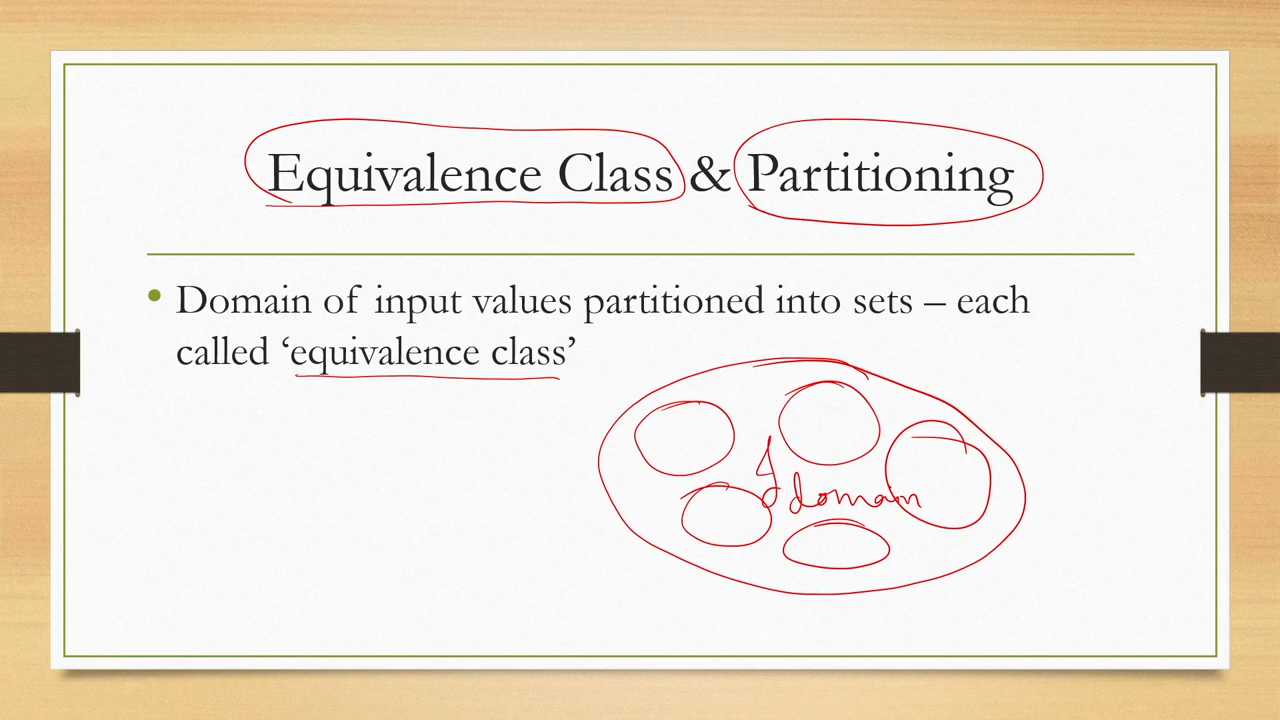 Equivalence Class & Partitioning
• Domain of input values partitioned into sets – each
called ‘equivalence class’
domain